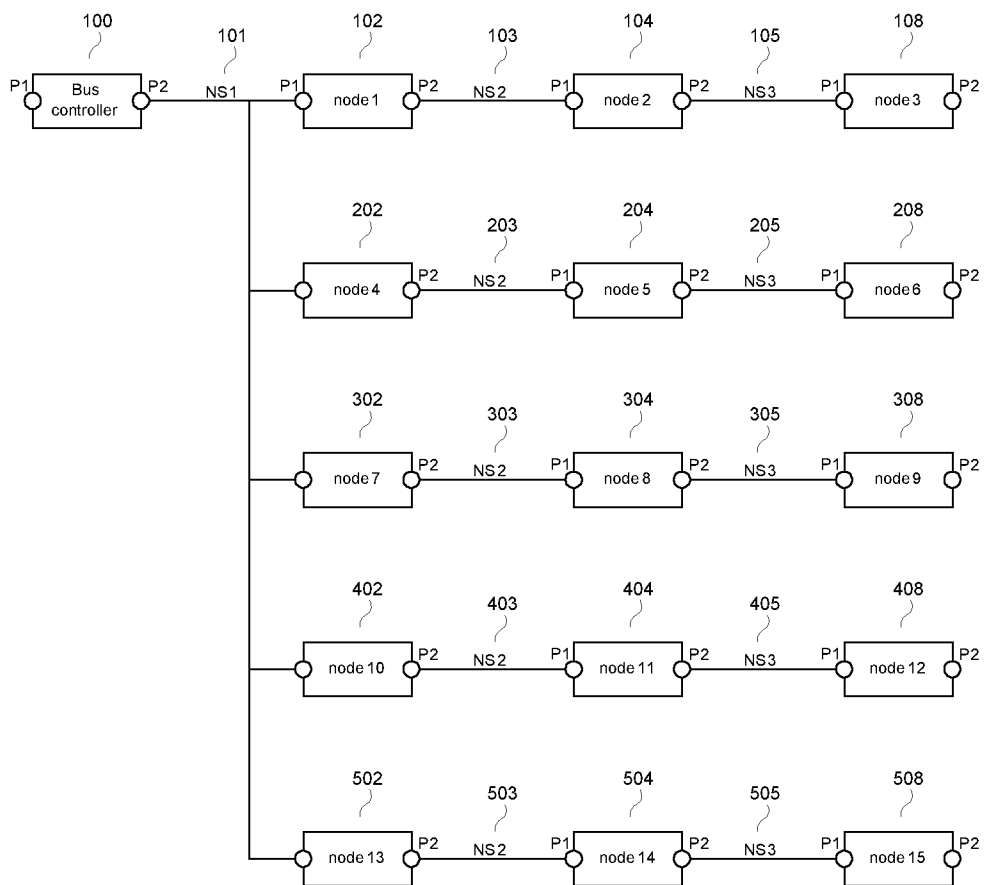 100 101 102 103 104 105 108
P1 Bus controller P2 NS1 P1 node 1 P2 NS2 P1 node 2 P2 NS3 P1 node 3 P2
202 203 204 205 208
node 4 P2 NS2 P1 node 5 P2 NS3 P1 node 6 P2
302 303 304 305 308
node 7 P2 NS2 P1 node 8 P2 NS3 P1 node 9 P2
402 403 404 405 408
node 10 P2 NS2 P1 node 11 P2 NS3 P1 node 12 P2
502 503 504 505 508
node 13 P2 NS2 P1 node 14 P2 NS3 P1 node 15 P2